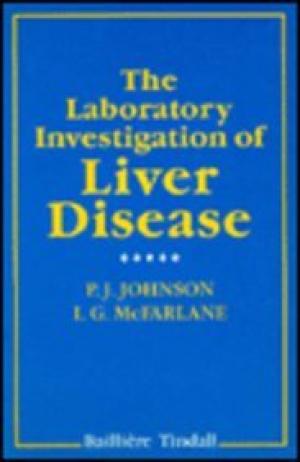 The
Laboratory
Investigation of
Liver
Disease
P. J. JOHNSON
I. G. McFARLANE
Baillière Tindall